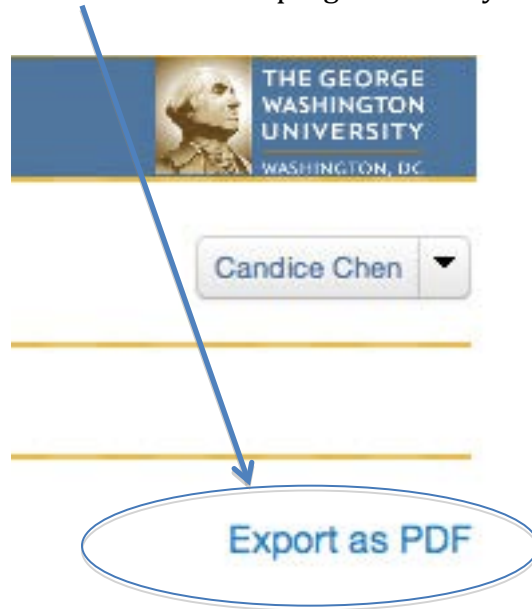 THE GEORGE
WASHINGTON
UNIVERSITY
WASHINGTON, DC
Candice Chen
Export as PDF